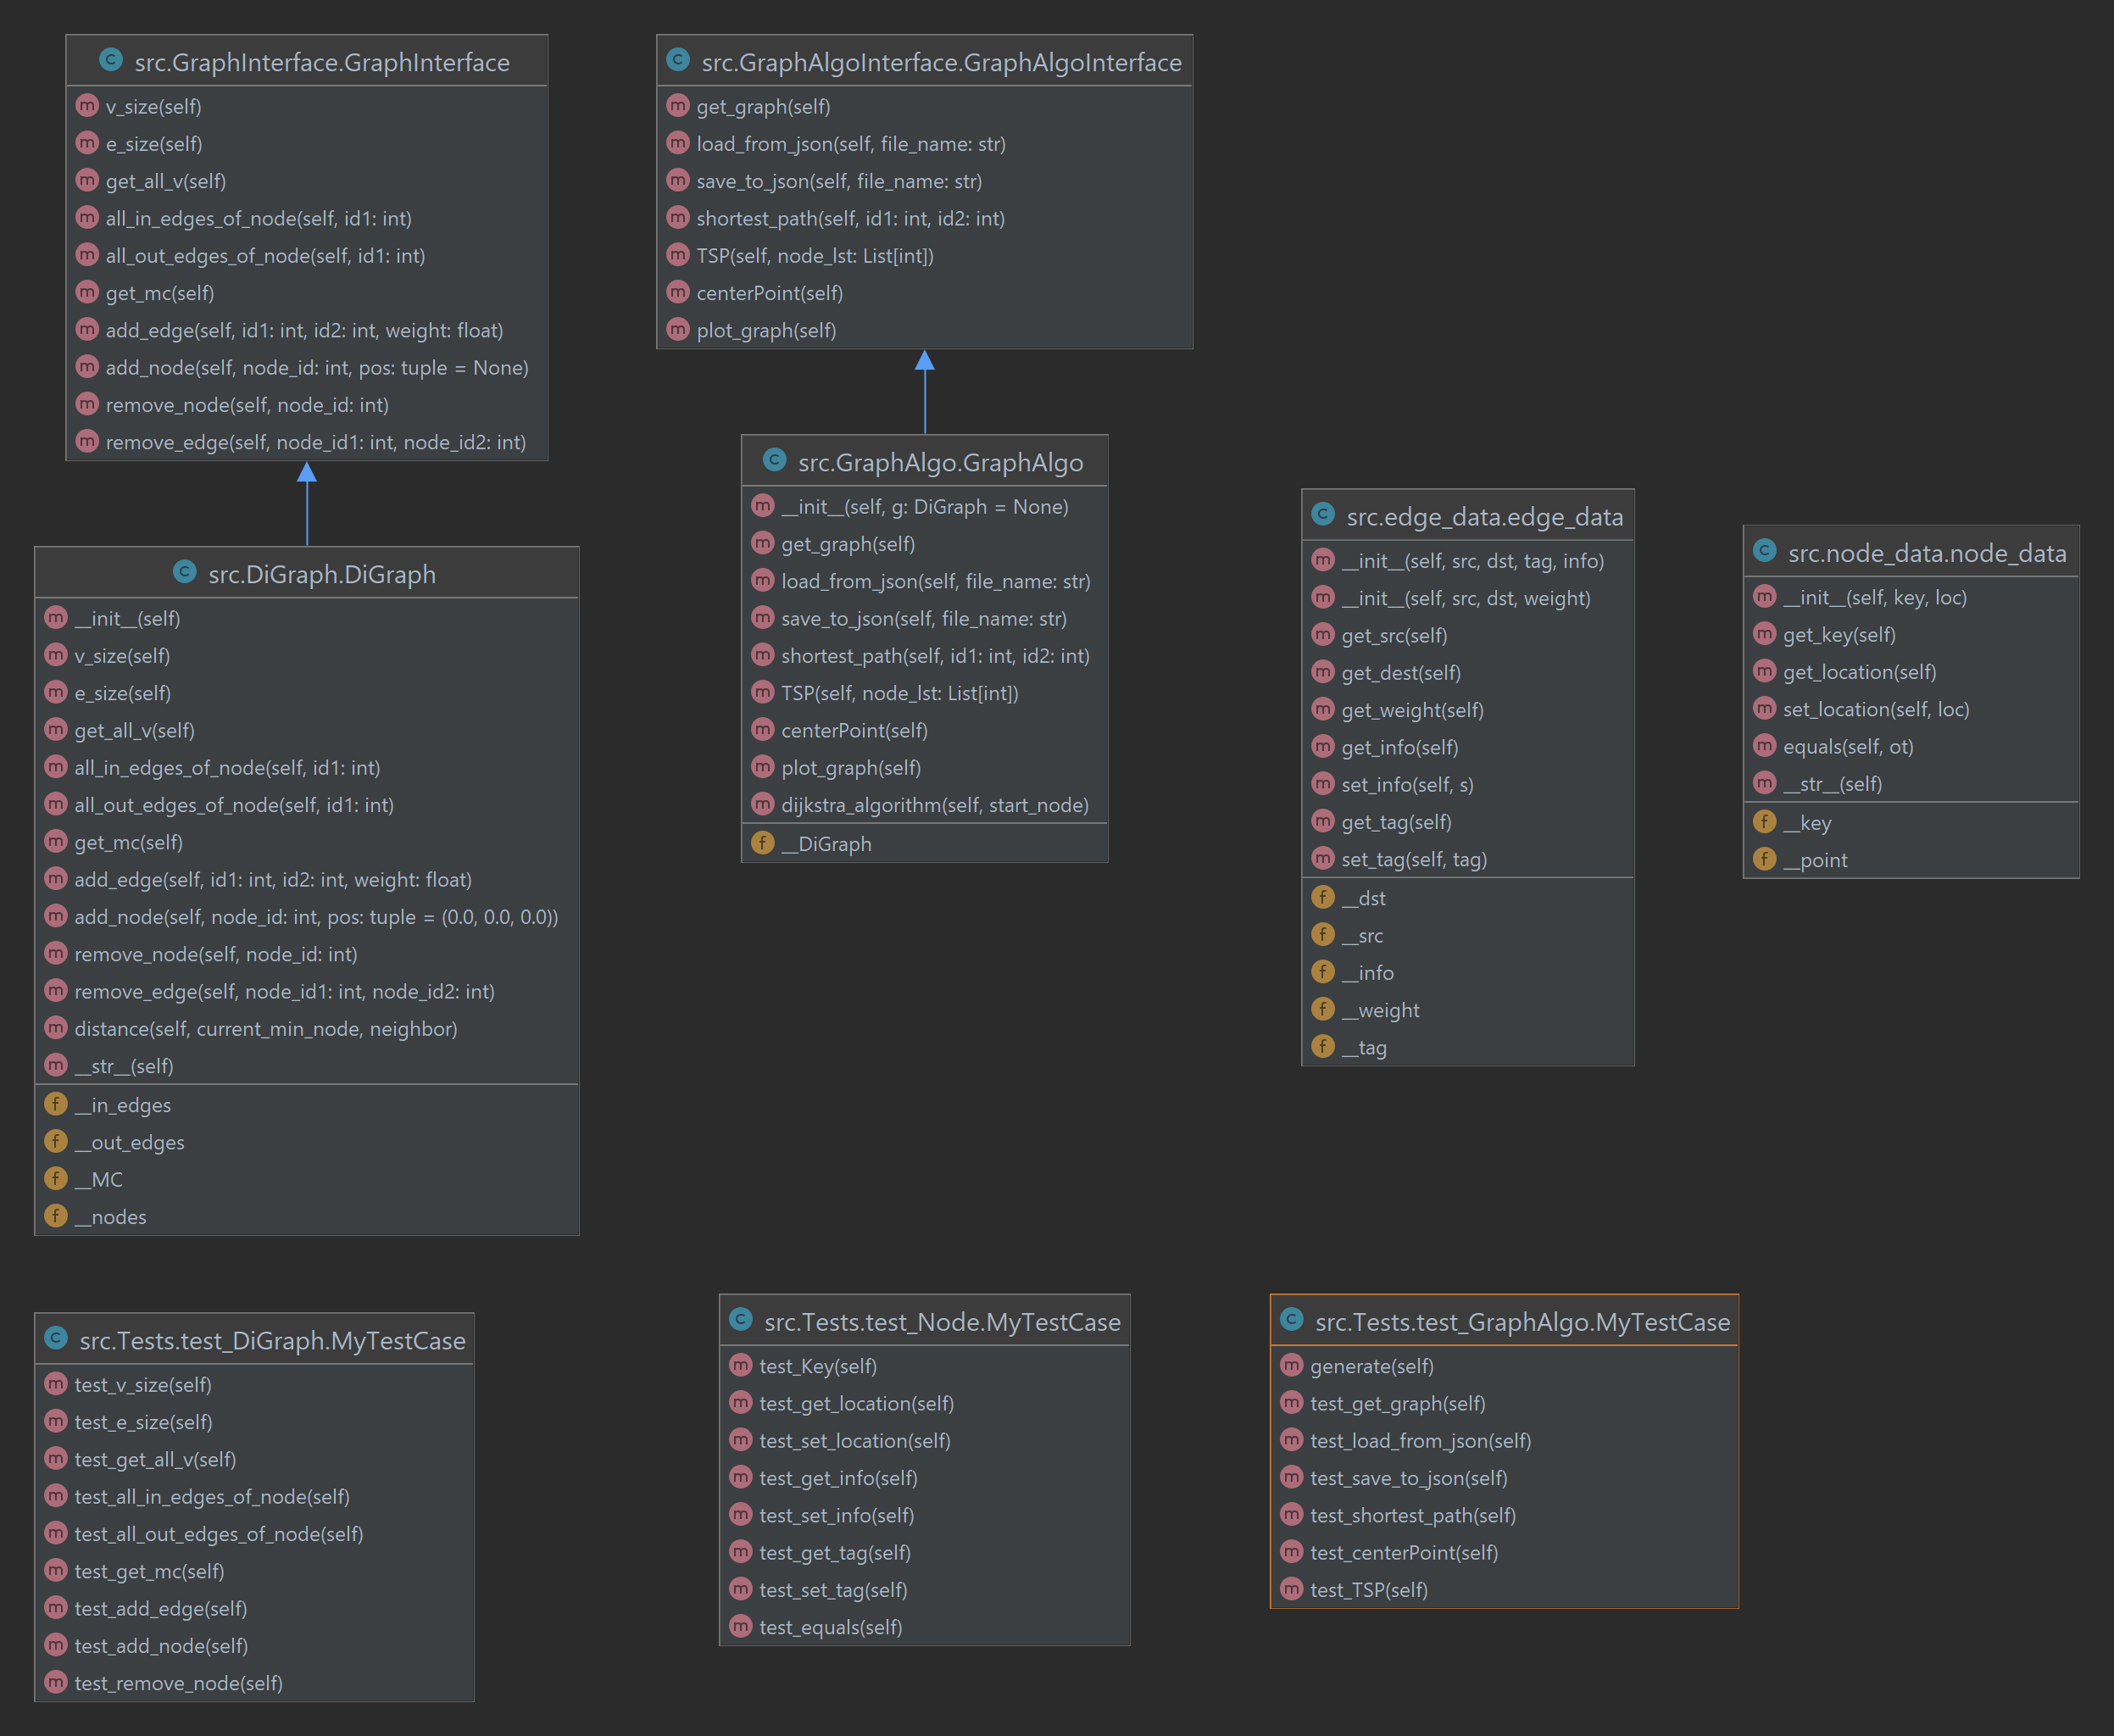 src.GraphInterface.GraphInterface
v_size(self)
e_size(self)
get_all_v(self)
all_in_edges_of_node(self, id1: int)
all_out_edges_of_node(self, id1: int)
get_mc(self)
add_edge(self, id1: int, id2: int, weight: float)
add_node(self, node_id: int, pos: tuple = None)
remove_node(self, node_id: int)
remove_edge(self, node_id1: int, node_id2: int)
src.GraphAlgoInterface.GraphAlgoInterface
get_graph(self)
load_from_json(self, file_name: str)
save_to_json(self, file_name: str)
shortest_path(self, id1: int, id2: int)
TSP(self, node_lst: List[int])
centerPoint(self)
plot_graph(self)
src.DiGraph.DiGraph
__init__(self)
v_size(self)
e_size(self)
get_all_v(self)
all_in_edges_of_node(self, id1: int)
all_out_edges_of_node(self, id1: int)
get_mc(self)
add_edge(self, id1: int, id2: int, weight: float)
add_node(self, node_id: int, pos: tuple = (0.0, 0.0, 0.0))
remove_node(self, node_id: int)
remove_edge(self, node_id1: int, node_id2: int)
distance(self, current_min_node, neighbor)
__str__(self)
__in_edges
__out_edges
__MC
__nodes
src.GraphAlgo.GraphAlgo
__init__(self, g: DiGraph = None)
get_graph(self)
load_from_json(self, file_name: str)
save_to_json(self, file_name: str)
shortest_path(self, id1: int, id2: int)
TSP(self, node_lst: List[int])
centerPoint(self)
plot_graph(self)
dijkstra_algorithm(self, start_node)
__DiGraph
src.edge_data.edge_data
__init__(self, src, dst, tag, info)
__init__(self, src, dst, weight)
get_src(self)
get_dest(self)
get_weight(self)
get_info(self)
set_info(self, s)
get_tag(self)
set_tag(self, tag)
__dst
__src
__info
__weight
__tag
src.node_data.node_data
__init__(self, key, loc)
get_key(self)
get_location(self)
set_location(self, loc)
equals(self, ot)
__str__(self)
__key
__point
src.Tests.test_DiGraph.MyTestCase
test_v_size(self)
test_e_size(self)
test_get_all_v(self)
test_all_in_edges_of_node(self)
test_all_out_edges_of_node(self)
test_get_mc(self)
test_add_edge(self)
test_add_node(self)
test_remove_node(self)
src.Tests.test_Node.MyTestCase
test_Key(self)
test_get_location(self)
test_set_location(self)
test_get_info(self)
test_set_info(self)
test_get_tag(self)
test_set_tag(self)
test_equals(self)
src.Tests.test_GraphAlgo.MyTestCase
generate(self)
test_get_graph(self)
test_load_from_json(self)
test_save_to_json(self)
test_shortest_path(self)
test_centerPoint(self)
test_TSP(self)